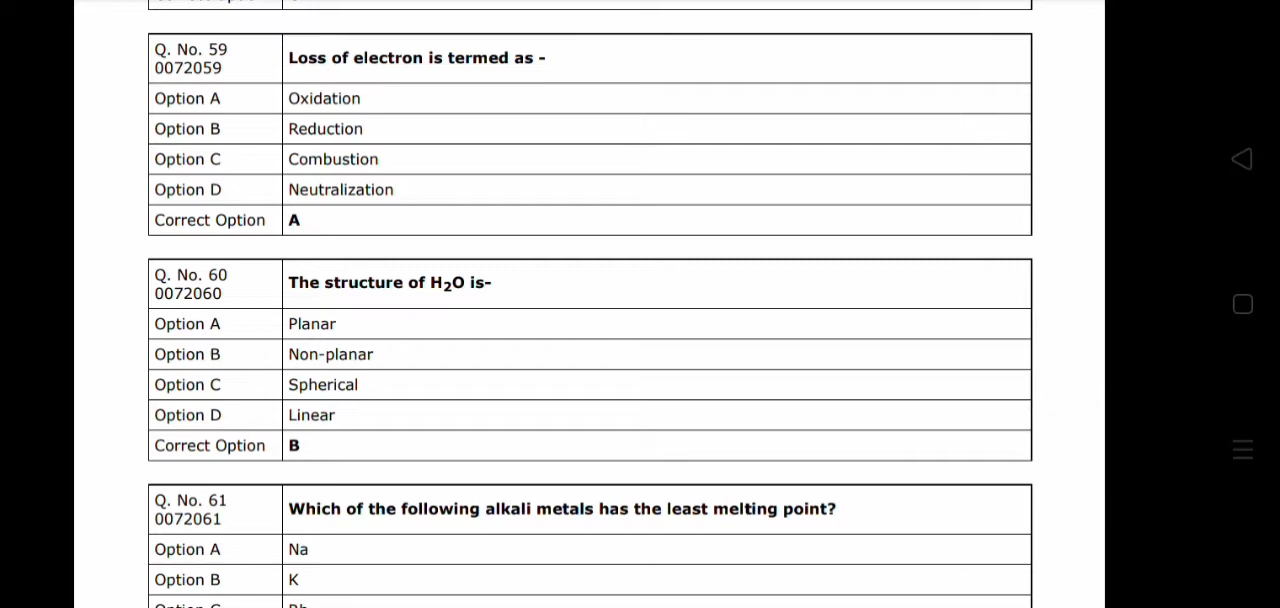 Q. No. 59
0072059
Loss of electron is termed as -
Option A Oxidation
Option B Reduction
Option C Combustion
Option D Neutralization
Correct Option A
Q. No. 60
0072060
The structure of H₂O is-
Option A Planar
Option B Non-planar
Option C Spherical
Option D Linear
Correct Option B
Q. No. 61
0072061
Which of the following alkali metals has the least melting point?
Option A Na
Option B K